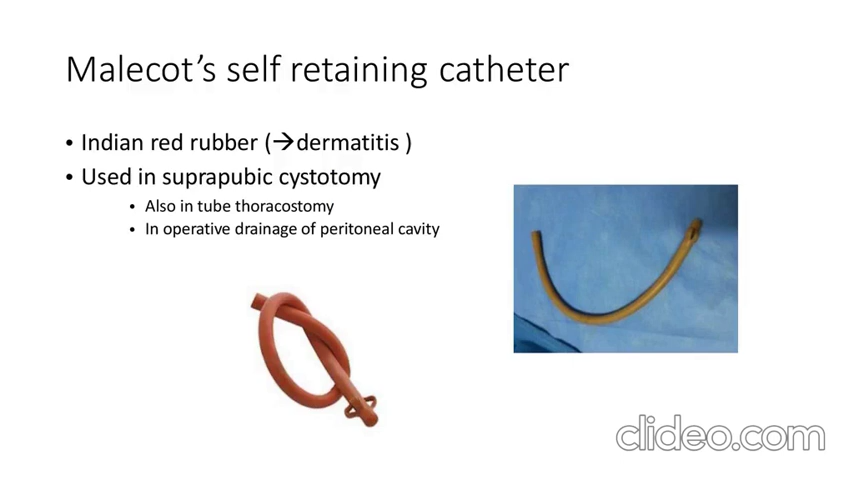 Malecot's self retaining catheter
• Indian red rubber (→dermatitis )
• Used in suprapubic cystotomy
• Also in tube thoracostomy
• In operative drainage of peritoneal cavity
clideo.com